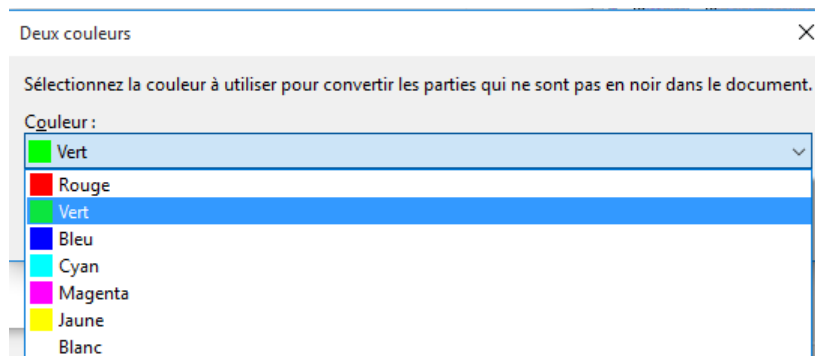 Deux couleurs
Sélectionnez la couleur à utiliser pour convertir les parties qui ne sont pas en noir dans le document.
Couleur :
Vert
Rouge
Vert
Bleu
Cyan
Magenta
Jaune
Blanc